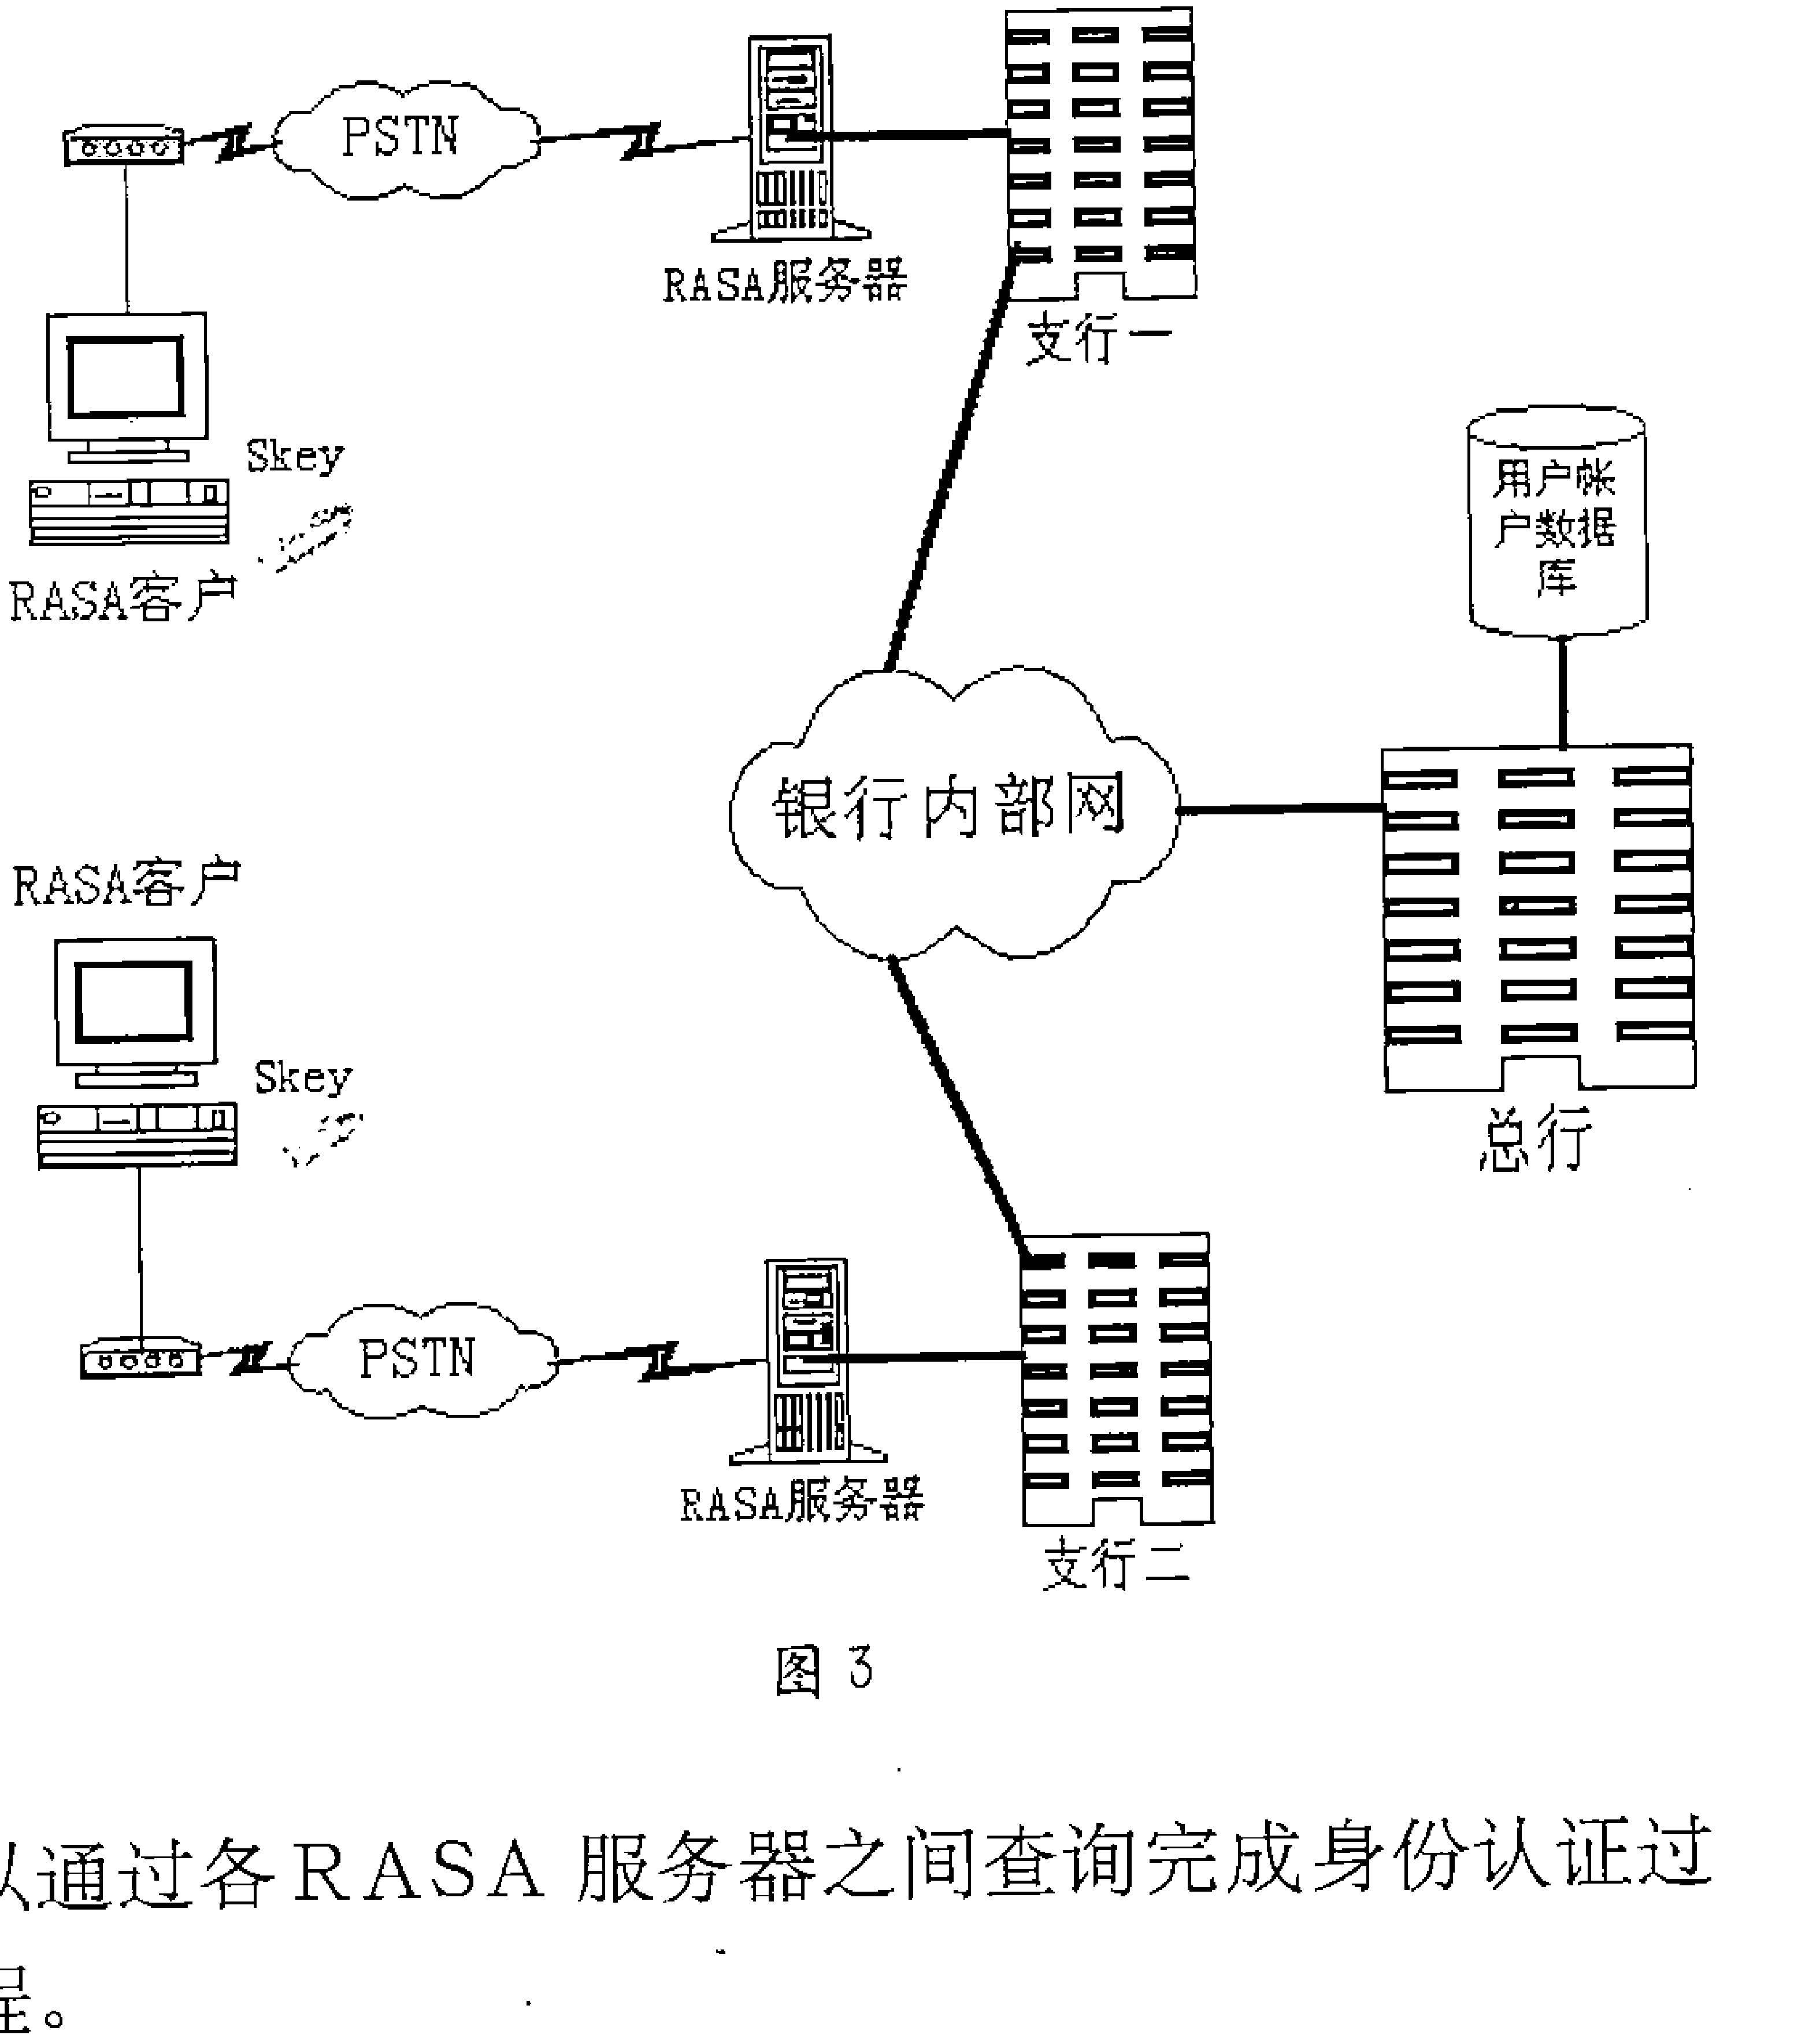 PSTN
RASA服务器
支行一
Skey
RASA客户
用户帐
户数据
库
银行内部网
RASA客户
Skey
总行
PSTN
RASA服务器
支行二
图 3
以通过各RASA 服务器之间查询完成身份认证过
程。